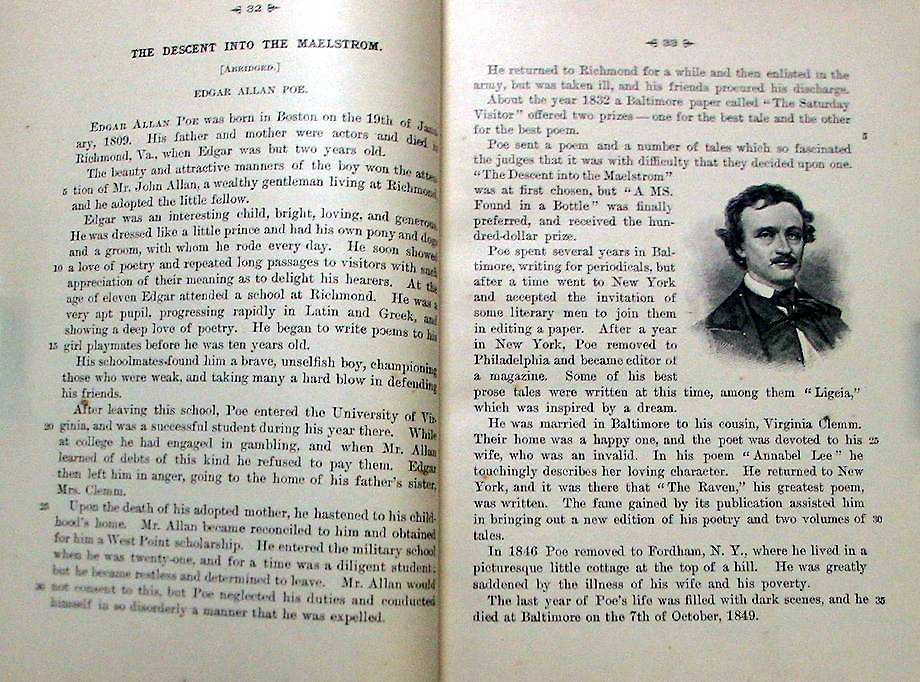 32
THE DESCENT INTO THE MAELSTROM.
[ABRIDGED.]
EDGAR ALLAN POE.
EDGAR ALLAN POE was born in Boston on the 19th of Janu-
ary, 1809. His father and mother were actors and died in
Richmond, Va., when Edgar was but two years old.
The beauty and attractive manners of the boy won the atten-
5 tion of Mr. John Allan, a wealthy gentleman living at Richmond,
and he adopted the little fellow.
Edgar was an interesting child, bright, loving, and generous.
He was dressed like a little prince and had his own pony and dogs
and a groom, with whom he rode every day. He soon showed
10 a love of poetry and repeated long passages to visitors with such
appreciation of their meaning as to delight his hearers. At the
age of eleven Edgar attended a school at Richmond. He was a
very apt pupil, progressing rapidly in Latin and Greek, and
showing a deep love of poetry. He began to write poems to his
15 girl playmates before he was ten years old.
His schoolmates found him a brave, unselfish boy, championing
those who were weak, and taking many a hard blow in defending
his friends.
After leaving this school, Poe entered the University of Vir-
20 ginia, and was a successful student during his year there. While
at college he had engaged in gambling, and when Mr. Allan
learned of debts of this kind he refused to pay them. Edgar
then left him in anger, going to the home of his father's sister,
Mrs. Clemm.
25 Upon the death of his adopted mother, he hastened to his child-
hood's home. Mr. Allan became reconciled to him and obtained
for him a West Point scholarship. He entered the military school
when he was twenty-one, and for a time was a diligent student;
but he became restless and determined to leave. Mr. Allan would
30 not consent to this, but Poe neglected his duties and conducted
himself in so disorderly a manner that he was expelled.
33
He returned to Richmond for a while and then enlisted in the
army, but was taken ill, and his friends procured his discharge.
About the year 1832 a Baltimore paper called "The Saturday
Visitor" offered two prizes — one for the best tale and the other
for the best poem. 5
Poe sent a poem and a number of tales which so fascinated
the judges that it was with difficulty that they decided upon one.
"The Descent into the Maelstrom"
was at first chosen, but "A MS.
Found in a Bottle" was finally
preferred, and received the hun-
dred-dollar prize.
Poe spent several years in Bal-
timore, writing for periodicals, but
after a time went to New York
and accepted the invitation of
some literary men to join them
in editing a paper. After a year
in New York, Poe removed to
Philadelphia and became editor of
a magazine. Some of his best
prose tales were written at this time, among them "Ligeia,"
which was inspired by a dream.
He was married in Baltimore to his cousin, Virginia Clemm.
Their home was a happy one, and the poet was devoted to his 25
wife, who was an invalid. In his poem "Annabel Lee" he
touchingly describes her loving character. He returned to New
York, and it was there that "The Raven," his greatest poem,
was written. The fame gained by its publication assisted him
in bringing out a new edition of his poetry and two volumes of 30
tales.
In 1846 Poe removed to Fordham, N. Y., where he lived in a
picturesque little cottage at the top of a hill. He was greatly
saddened by the illness of his wife and his poverty.
The last year of Poe's life was filled with dark scenes, and he 35
died at Baltimore on the 7th of October, 1849.